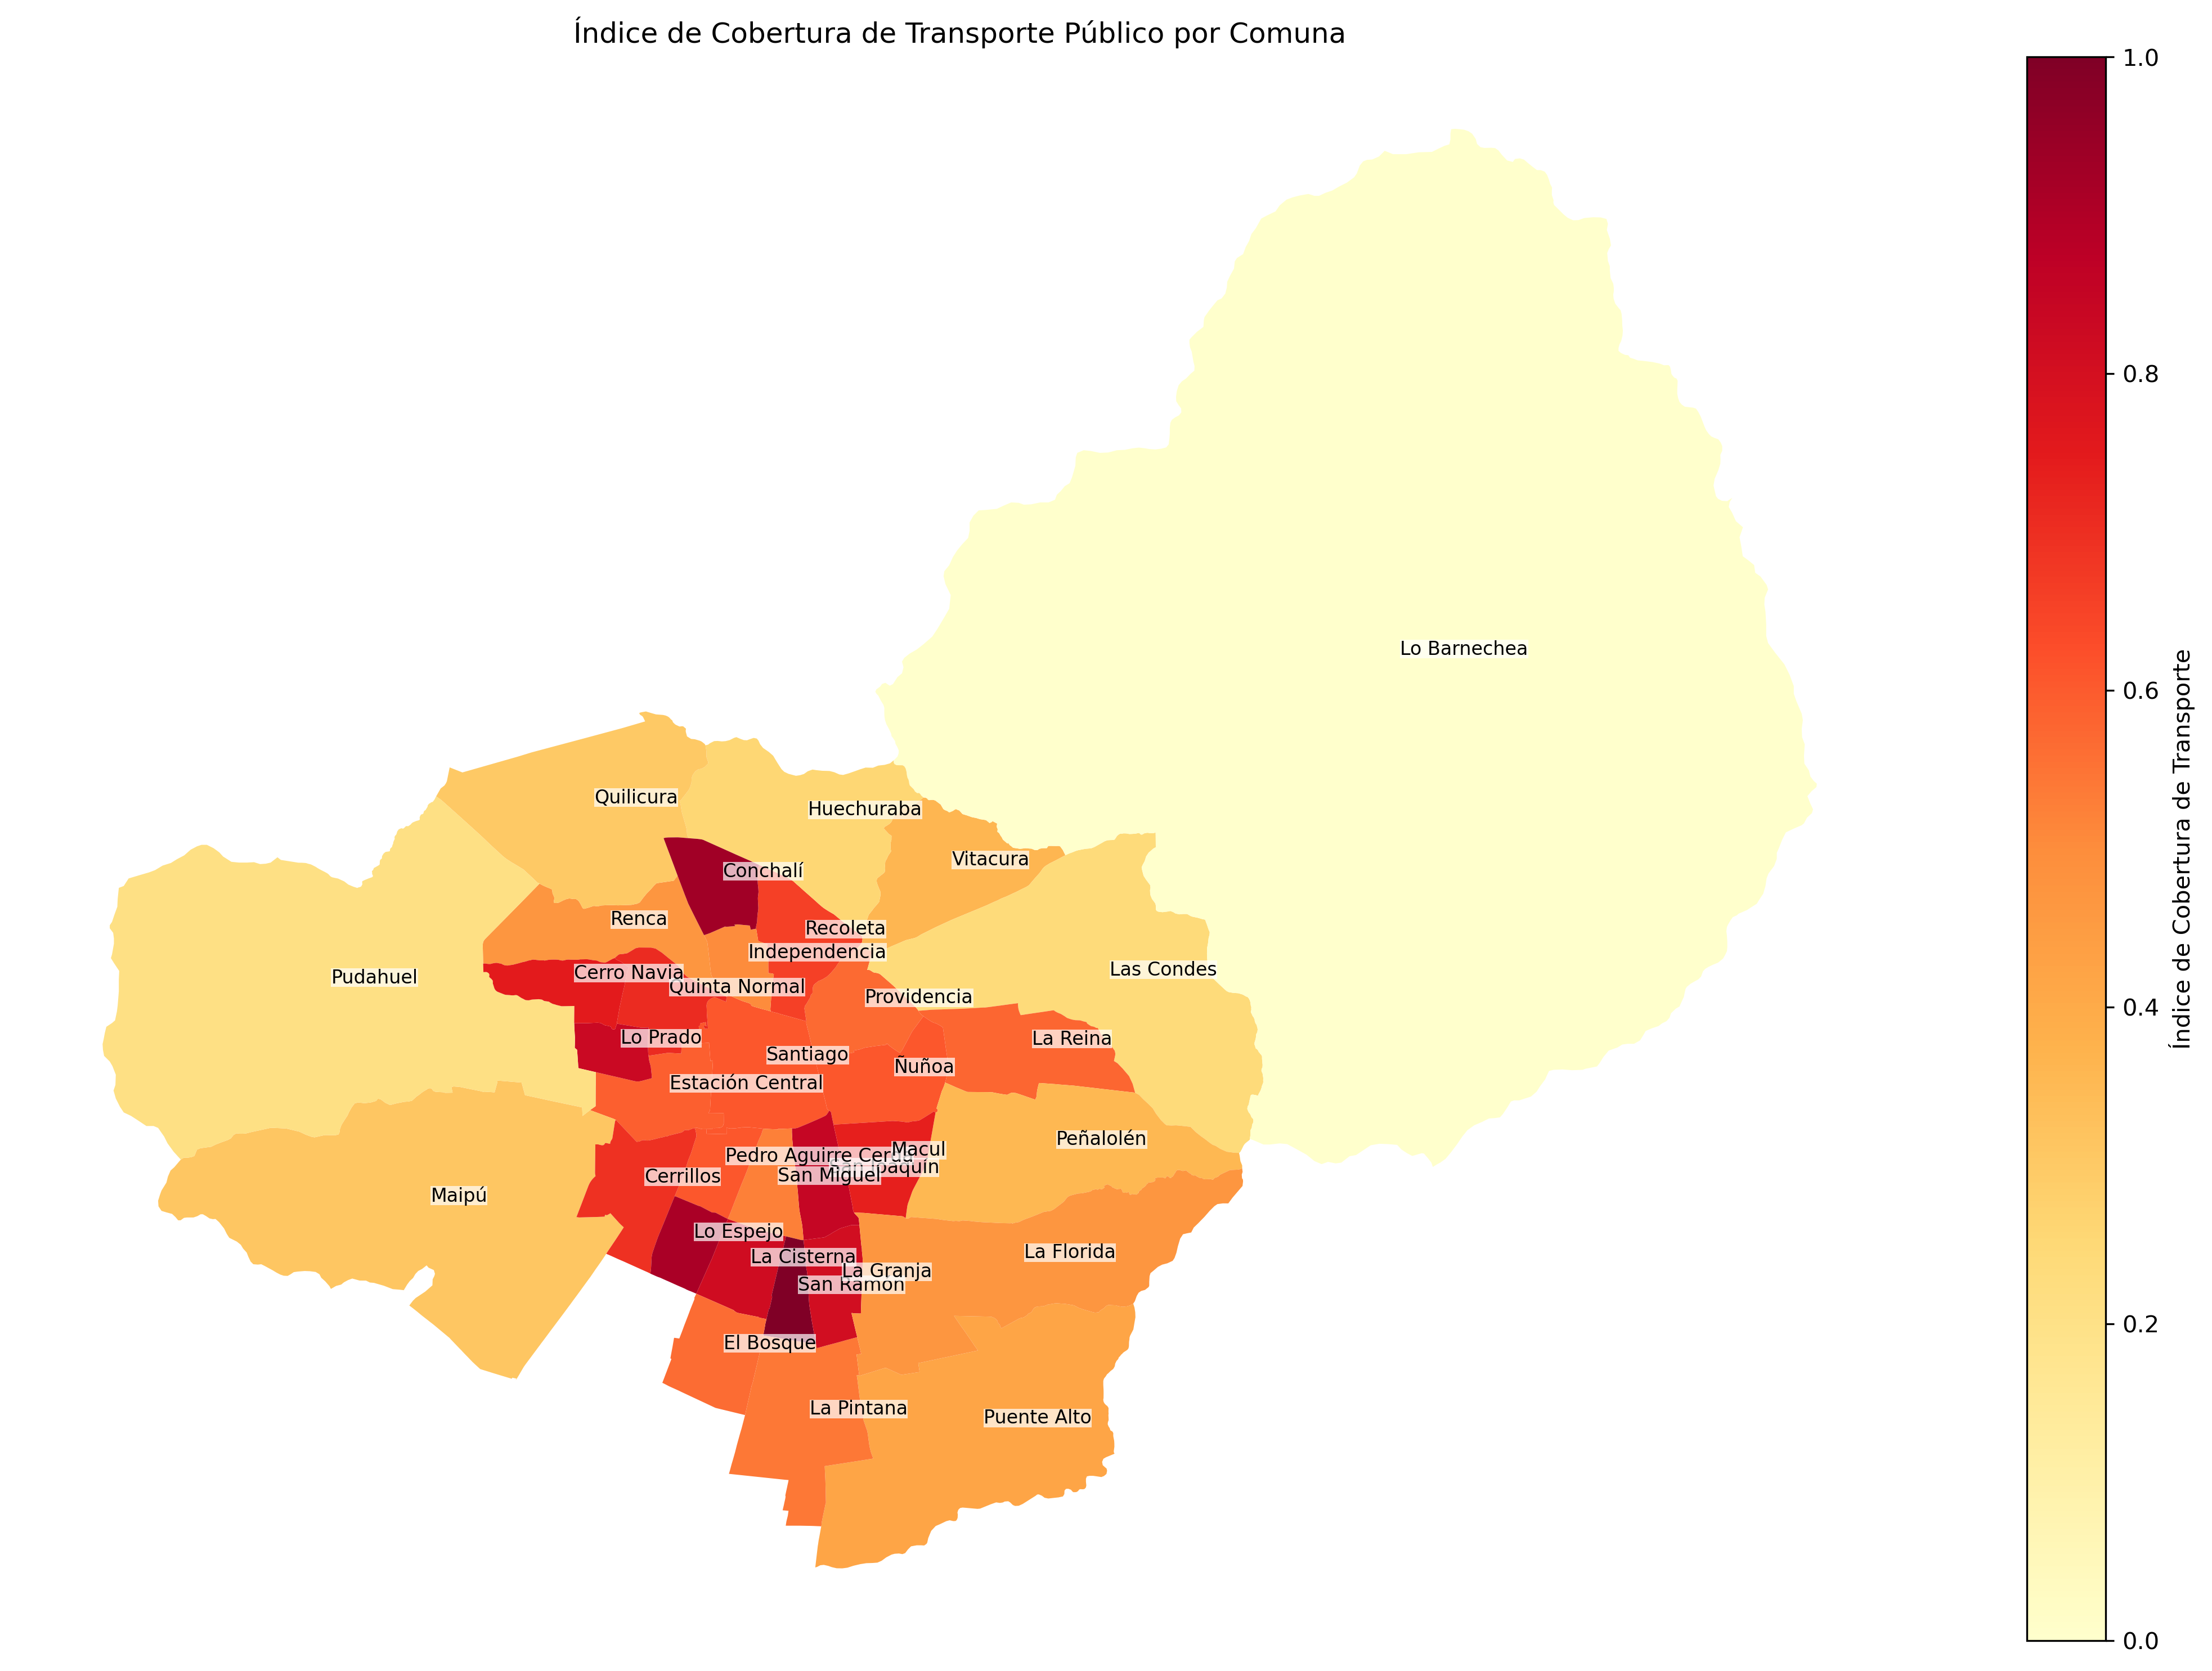 Índice de Cobertura de Transporte Público por Comuna
1.0
0.8
0.6
0.4
0.2
0.0
Índice de Cobertura de Transporte
Lo Barnechea
Quilicura
Huechuraba
Vitacura
Conchalí
Renca
Recoleta
Independencia
Las Condes
Cerro Navia
Pudahuel
Quinta Normal
Providencia
Lo Prado
La Reina
Santiago
Ñuñoa
Estación Central
Peñalolén
Macul
Pedro Aguirre Cerda
San Miguel
Cerrillos
Maipú
Lo Espejo
La Florida
La Cisterna
La Granja
San Ramón
El Bosque
La Pintana
Puente Alto